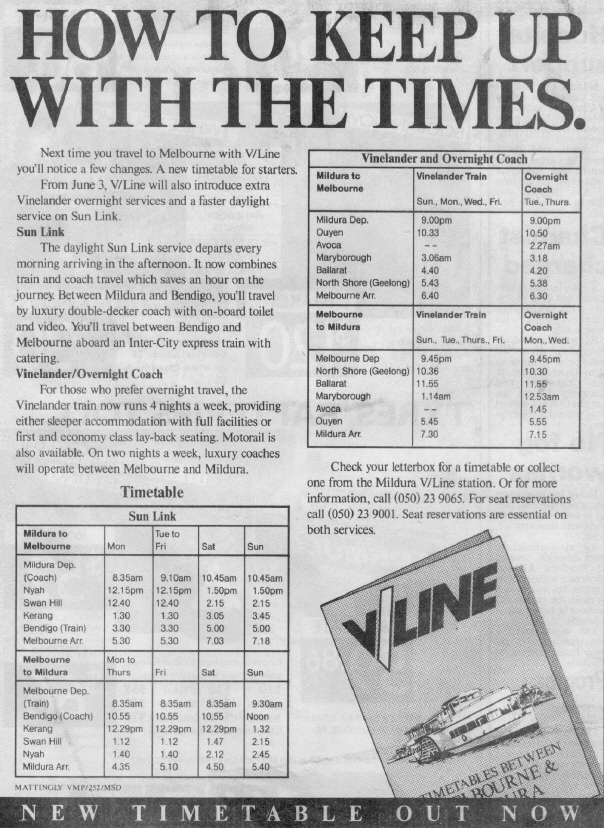 HOW TO KEEP UP
WITH THE TIMES.
Next time you travel to Melbourne with V/Line
you'll notice a few changes. A new timetable for starters.
From June 3, V/Line will also introduce extra
Vinelander overnight services and a faster daylight
service on Sun Link.
Sun Link
The daylight Sun Link service departs every
morning arriving in the afternoon. It now combines
train and coach travel which saves an hour on the
journey. Between Mildura and Bendigo, you'll travel
by luxury double-decker coach with on-board toilet
and video. You'll travel between Bendigo and
Melbourne aboard an Inter-City express train with
catering.
Vinelander/Overnight Coach
For those who prefer overnight travel, the
Vinelander train now runs 4 nights a week, providing
either sleeper accommodation with full facilities or
first and economy class lay-back seating. Motorail is
also available. On two nights a week, luxury coaches
will operate between Melbourne and Mildura.
Timetable
Sun Link
Mildura to Tue to
Melbourne Mon Fri Sat Sun
Mildura Dep.
(Coach) 8.35am 9.10am 10.45am 10.45am
Nyah 12.15pm 12.15pm 1.50pm 1.50pm
Swan Hill 12.40 12.40 2.15 2.15
Kerang 1.30 1.30 3.05 3.45
Bendigo (Train) 3.30 3.30 5.00 5.00
Melbourne Arr. 5.30 5.30 7.03 7.18
Melbourne Mon to
to Mildura Thurs Fri Sat Sun
Melbourne Dep.
(Train) 8.35am 8.35am 8.35am 9.30am
Bendigo (Coach) 10.55 10.55 10.55 Noon
Kerang 12.29pm 12.29pm 12.29pm 1.32
Swan Hill 1.12 1.12 1.47 2.15
Nyah 1.40 1.40 2.12 2.45
Mildura Arr. 4.35 5.10 4.50 5.40
MATTINGLY VMP/252/MSD
Vinelander and Overnight Coach
Mildura to Vinelander Train Overnight
Melbourne Coach
Sun., Mon., Wed., Fri. Tue., Thurs.
Mildura Dep. 9.00pm 9.00pm
Ouyen 10.33 10.50
Avoca -- 2.27am
Maryborough 3.06am 3.18
Ballarat 4.40 4.20
North Shore (Geelong) 5.43 5.38
Melbourne Arr. 6.40 6.30
Melbourne Vinelander Train Overnight
to Mildura Coach
Sun., Tue., Thurs., Fri. Mon., Wed.
Melbourne Dep 9.45pm 9.45pm
North Shore (Geelong) 10.36 10.30
Ballarat 11.55 11.55
Maryborough 1.14am 12.53am
Avoca -- 1.45
Ouyen 5.45 5.55
Mildura Arr. 7.30 7.15
Check your letterbox for a timetable or collect
one from the Mildura V/Line station. Or for more
information, call (050) 23 9065. For seat reservations
call (050) 23 9001. Seat reservations are essential on
both services.
V/LINE
TIMETABLES BETWEEN
NEW TIMETABLE OUT NOW